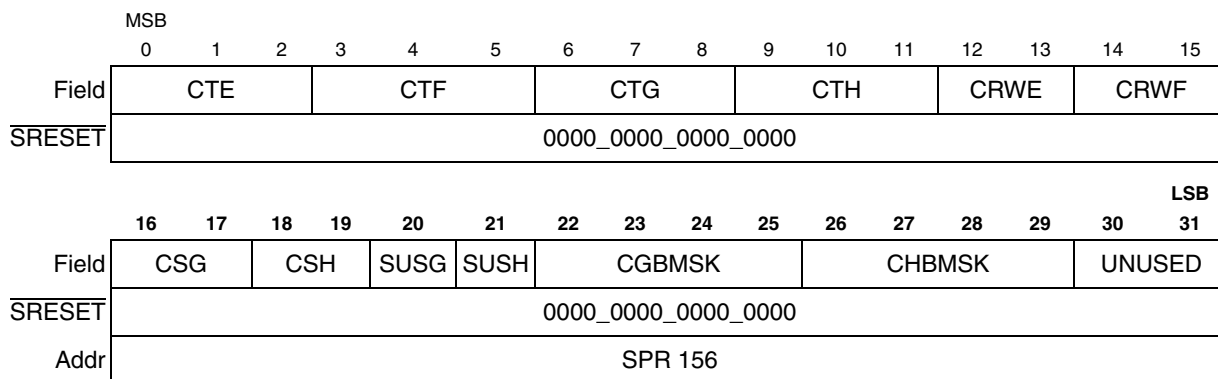 MSB
0 1 2 3 4 5 6 7 8 9 10 11 12 13 14 15
Field CTE CTF CTG CTH CRWE CRWF
SRESET 0000_0000_0000_0000
LSB
16 17 18 19 20 21 22 23 24 25 26 27 28 29 30 31
Field CSG CSH SUSG SUSH CGBMSK CHBMSK UNUSED
SRESET 0000_0000_0000_0000
Addr SPR 156